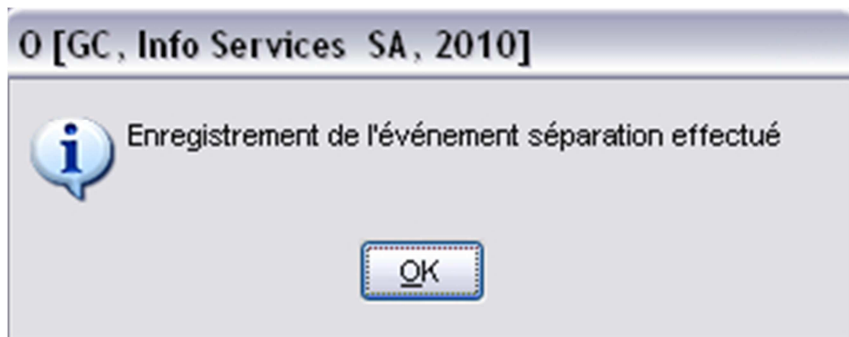 O [GC, Info Services SA, 2010]
Enregistrement de l'événement séparation effectué
OK